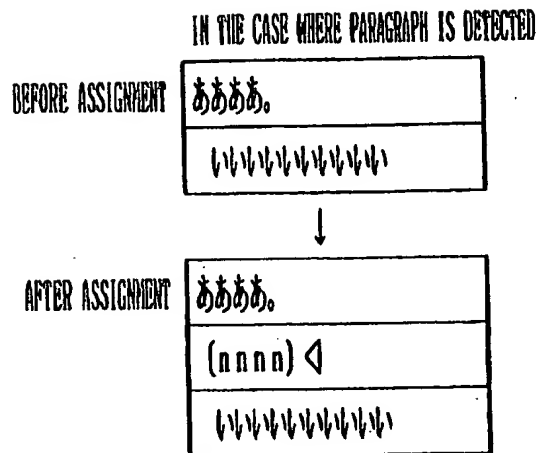 IN THE CASE WHERE PARAGRAPH IS DETECTED
BEFORE ASSIGNMENT
ああああ。
いいいいいいいいいい
↓
AFTER ASSIGNMENT
ああああ。
(nnnn)◁
いいいいいいいいいい